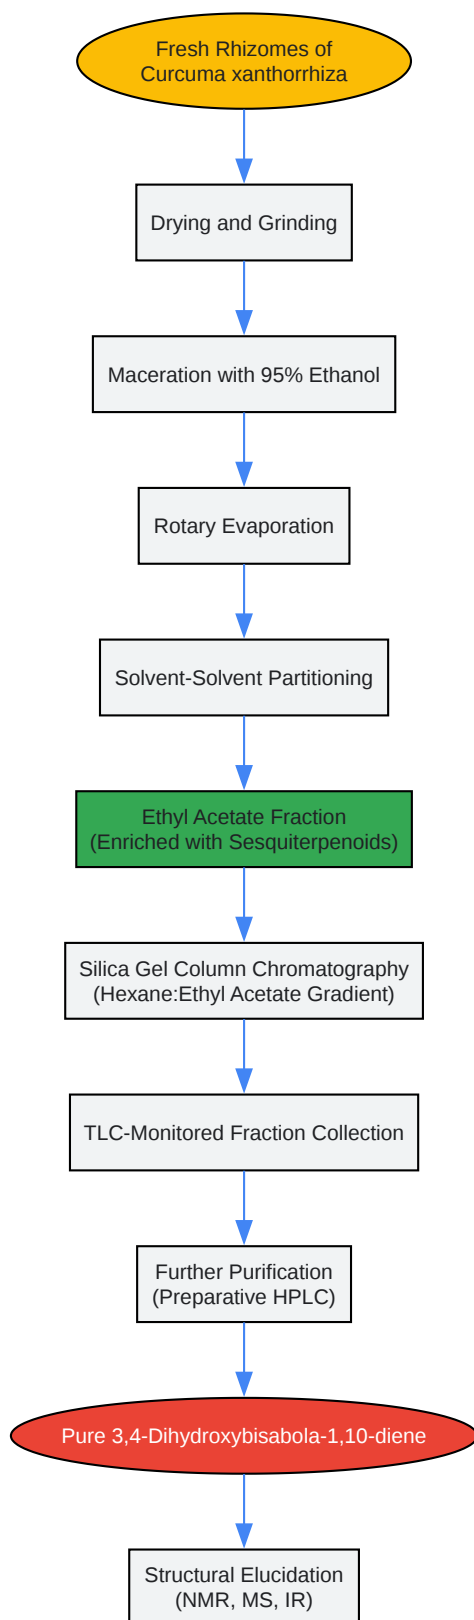 Fresh Rhizomes of
Curcuma xanthorrhiza
Drying and Grinding
Maceration with 95% Ethanol
Rotary Evaporation
Solvent-Solvent Partitioning
Ethyl Acetate Fraction
(Enriched with Sesquiterpenoids)
Silica Gel Column Chromatography
(Hexane:Ethyl Acetate Gradient)
TLC-Monitored Fraction Collection
Further Purification
(Preparative HPLC)
Pure 3,4-Dihydroxybisabola-1,10-diene
Structural Elucidation
(NMR, MS, IR)